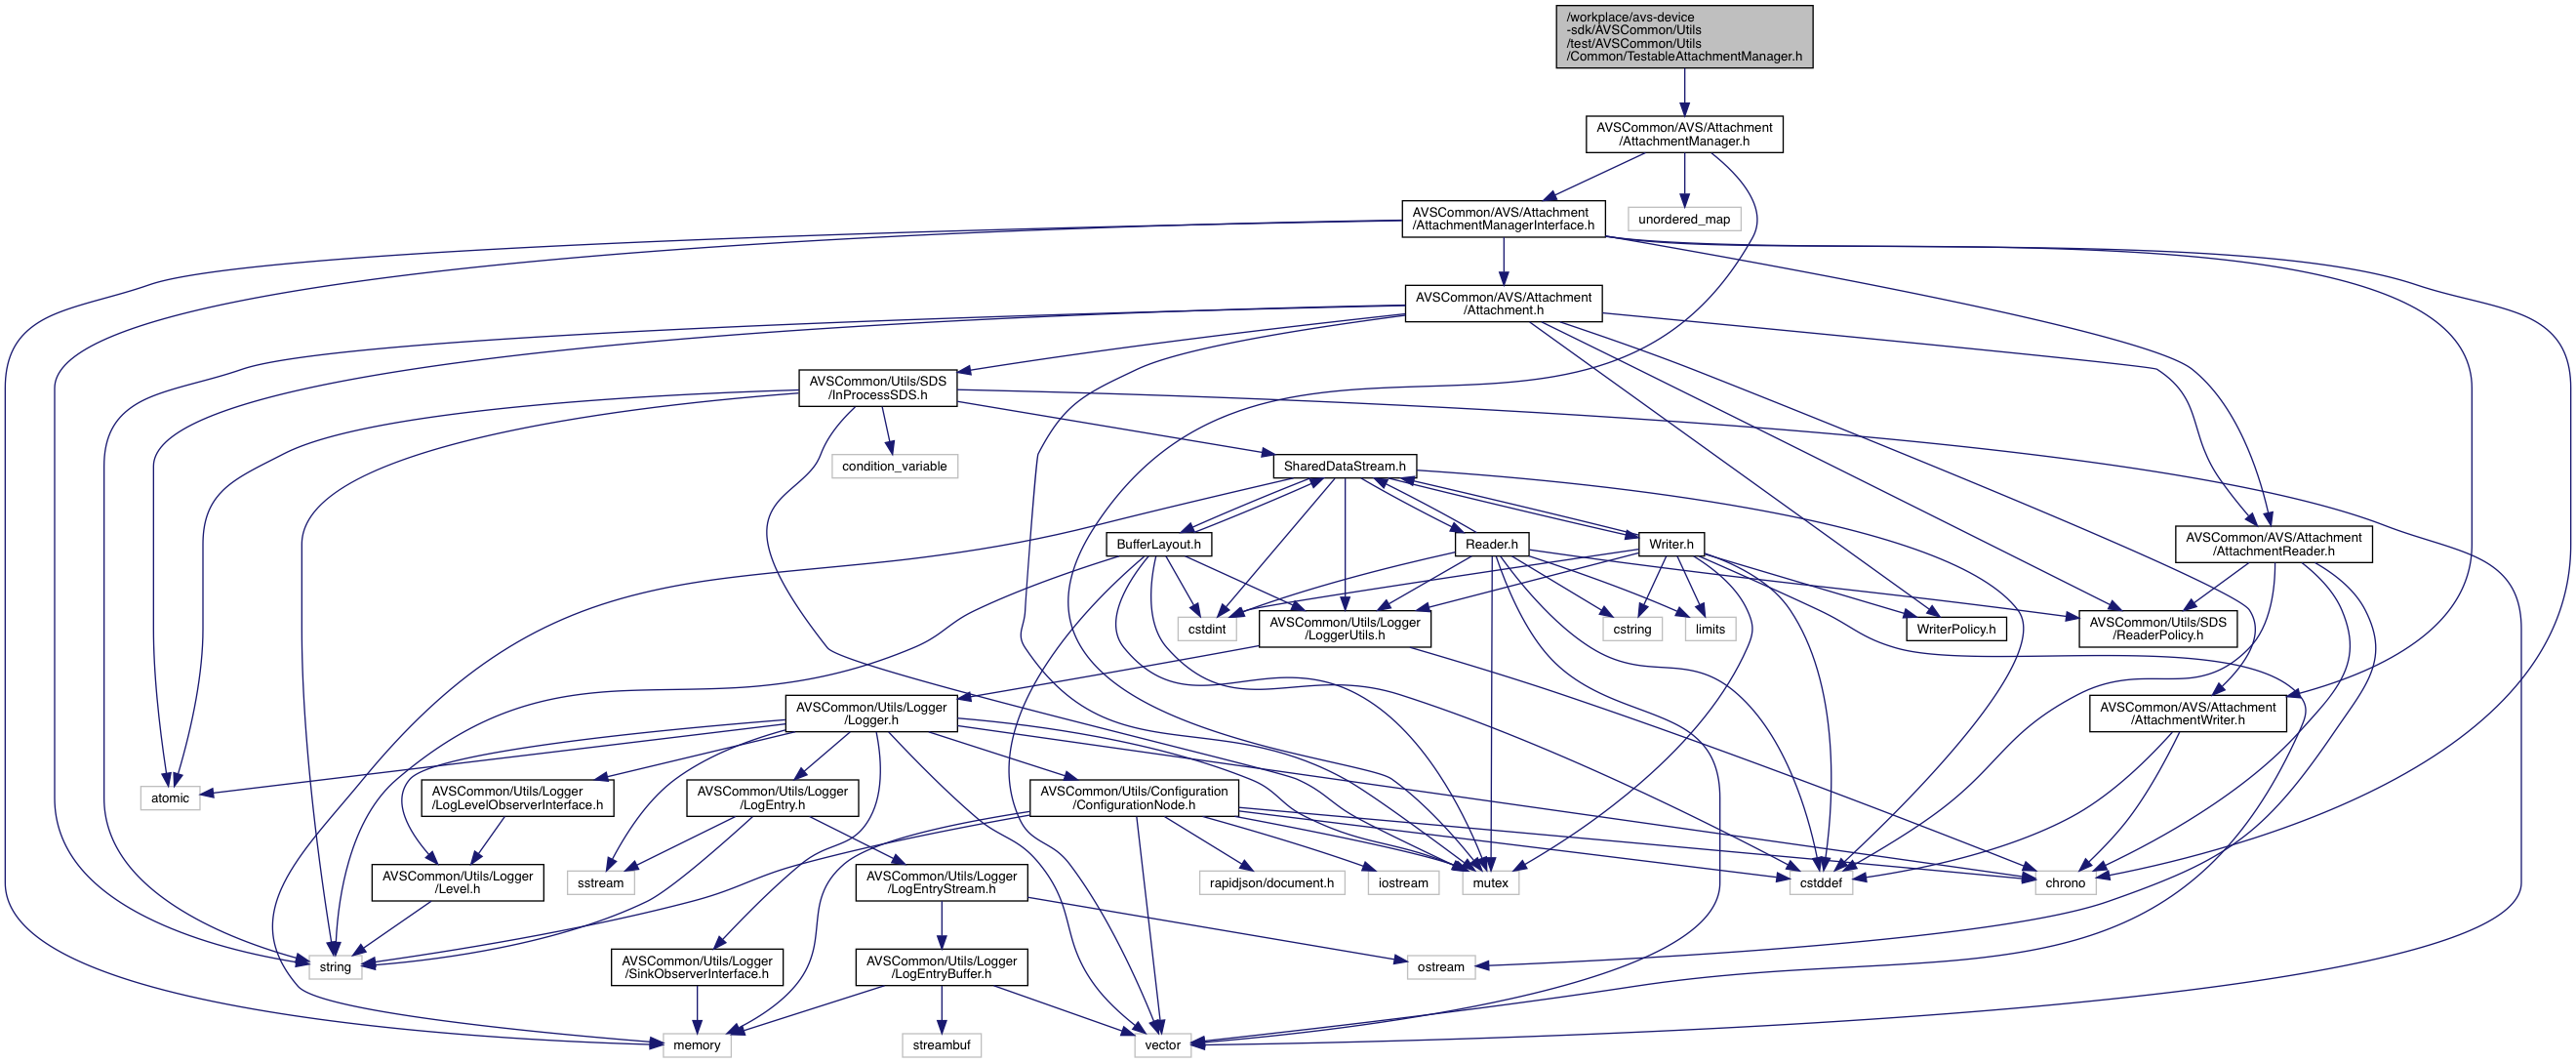 /workplace/avs-device
-sdk/AVSCommon/Utils
/test/AVSCommon/Utils
/Common/TestableAttachmentManager.h
AVSCommon/AVS/Attachment
/AttachmentManager.h
AVSCommon/AVS/Attachment
/AttachmentManagerInterface.h
unordered_map
AVSCommon/AVS/Attachment
/Attachment.h
AVSCommon/Utils/SDS
/InProcessSDS.h
condition_variable
SharedDataStream.h
BufferLayout.h
Reader.h
Writer.h
AVSCommon/AVS/Attachment
/AttachmentReader.h
cstdint
AVSCommon/Utils/Logger
/LoggerUtils.h
cstring
limits
WriterPolicy.h
AVSCommon/Utils/SDS
/ReaderPolicy.h
AVSCommon/Utils/Logger
/Logger.h
AVSCommon/AVS/Attachment
/AttachmentWriter.h
atomic
AVSCommon/Utils/Logger
/LogLevelObserverInterface.h
AVSCommon/Utils/Logger
/LogEntry.h
AVSCommon/Utils/Configuration
/ConfigurationNode.h
AVSCommon/Utils/Logger
/Level.h
sstream
AVSCommon/Utils/Logger
/LogEntryStream.h
rapidjson/document.h
iostream
mutex
cstddef
chrono
string
AVSCommon/Utils/Logger
/SinkObserverInterface.h
AVSCommon/Utils/Logger
/LogEntryBuffer.h
ostream
memory
streambuf
vector